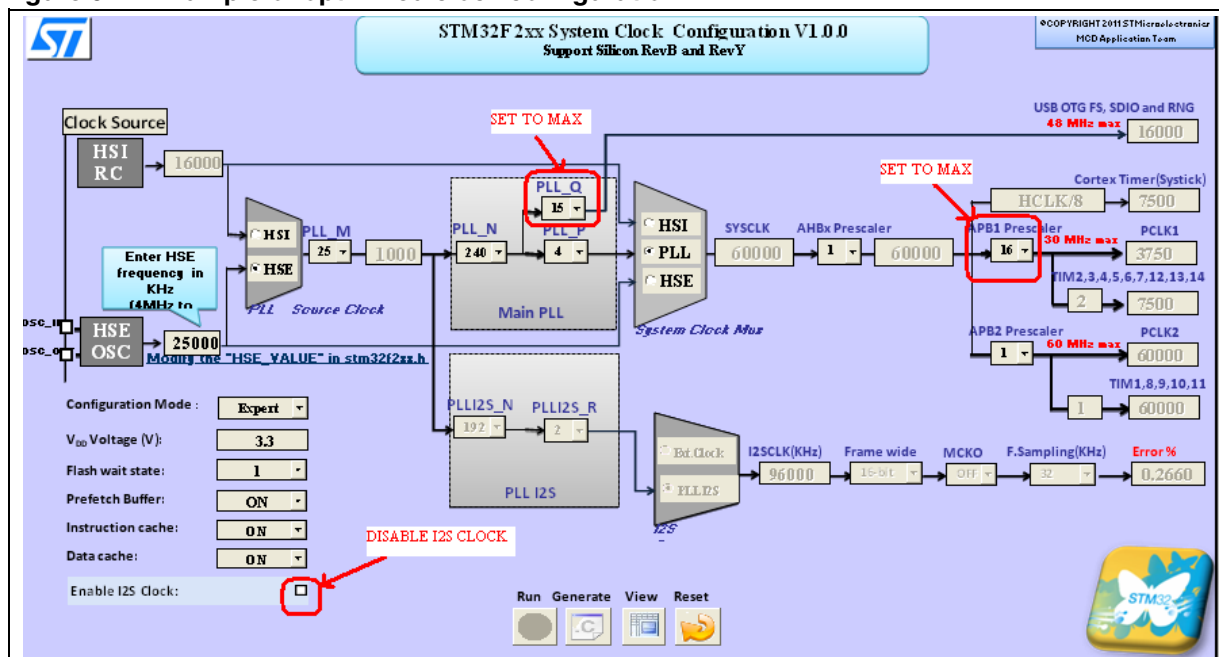 STM32F2xx System Clock Configuration V1.0.0
Support Silicon RevB and RevY
©COPYRIGHT 2011 STMicroelectronics
MCD Application Team
ST
USB OTG FS, SDIO and RNG
48 MHz max
16000
Clock Source
SET TO MAX
HSI
RC
16000
SET TO MAX
Cortex Timer(Systick)
HCLK/8
7500
PLL_Q
15
HSI
HSE
PLL_M
25
1000
PLL_N
240
PLL_P
4
HSI
PLL
HSE
SYSCLK
60000
AHBx Prescaler
1
60000
APB1 Prescaler
16
30 MHz max
PCLK1
3750
TIM2,3,4,5,6,7,12,13,14
2
7500
Enter HSE
frequency in
KHz
(4MHz to
PLL Source Clock
Main PLL
System Clock Mux
HSE
OSC
25000
Modify the "HSE_VALUE" in stm32f2xx.h
APB2 Prescaler
1
60 MHz max
PCLK2
60000
TIM1,8,9,10,11
1
60000
Configuration Mode :
Expert
VDD Voltage (V):
3.3
Flash wait state:
1
Prefetch Buffer:
ON
Instruction cache:
ON
Data cache:
ON
Enable I2S Clock:
DISABLE I2S CLOCK
PLLI2S_N
192
PLLI2S_R
2
PLL I2S
Ext.Clock
PLLI2S
I2S
I2SCLK(KHz)
96000
Frame wide
16-bit
MCKO
OFF
F.Sampling(KHz)
32
Error %
0.2660
Run Generate View Reset
.C
STM32